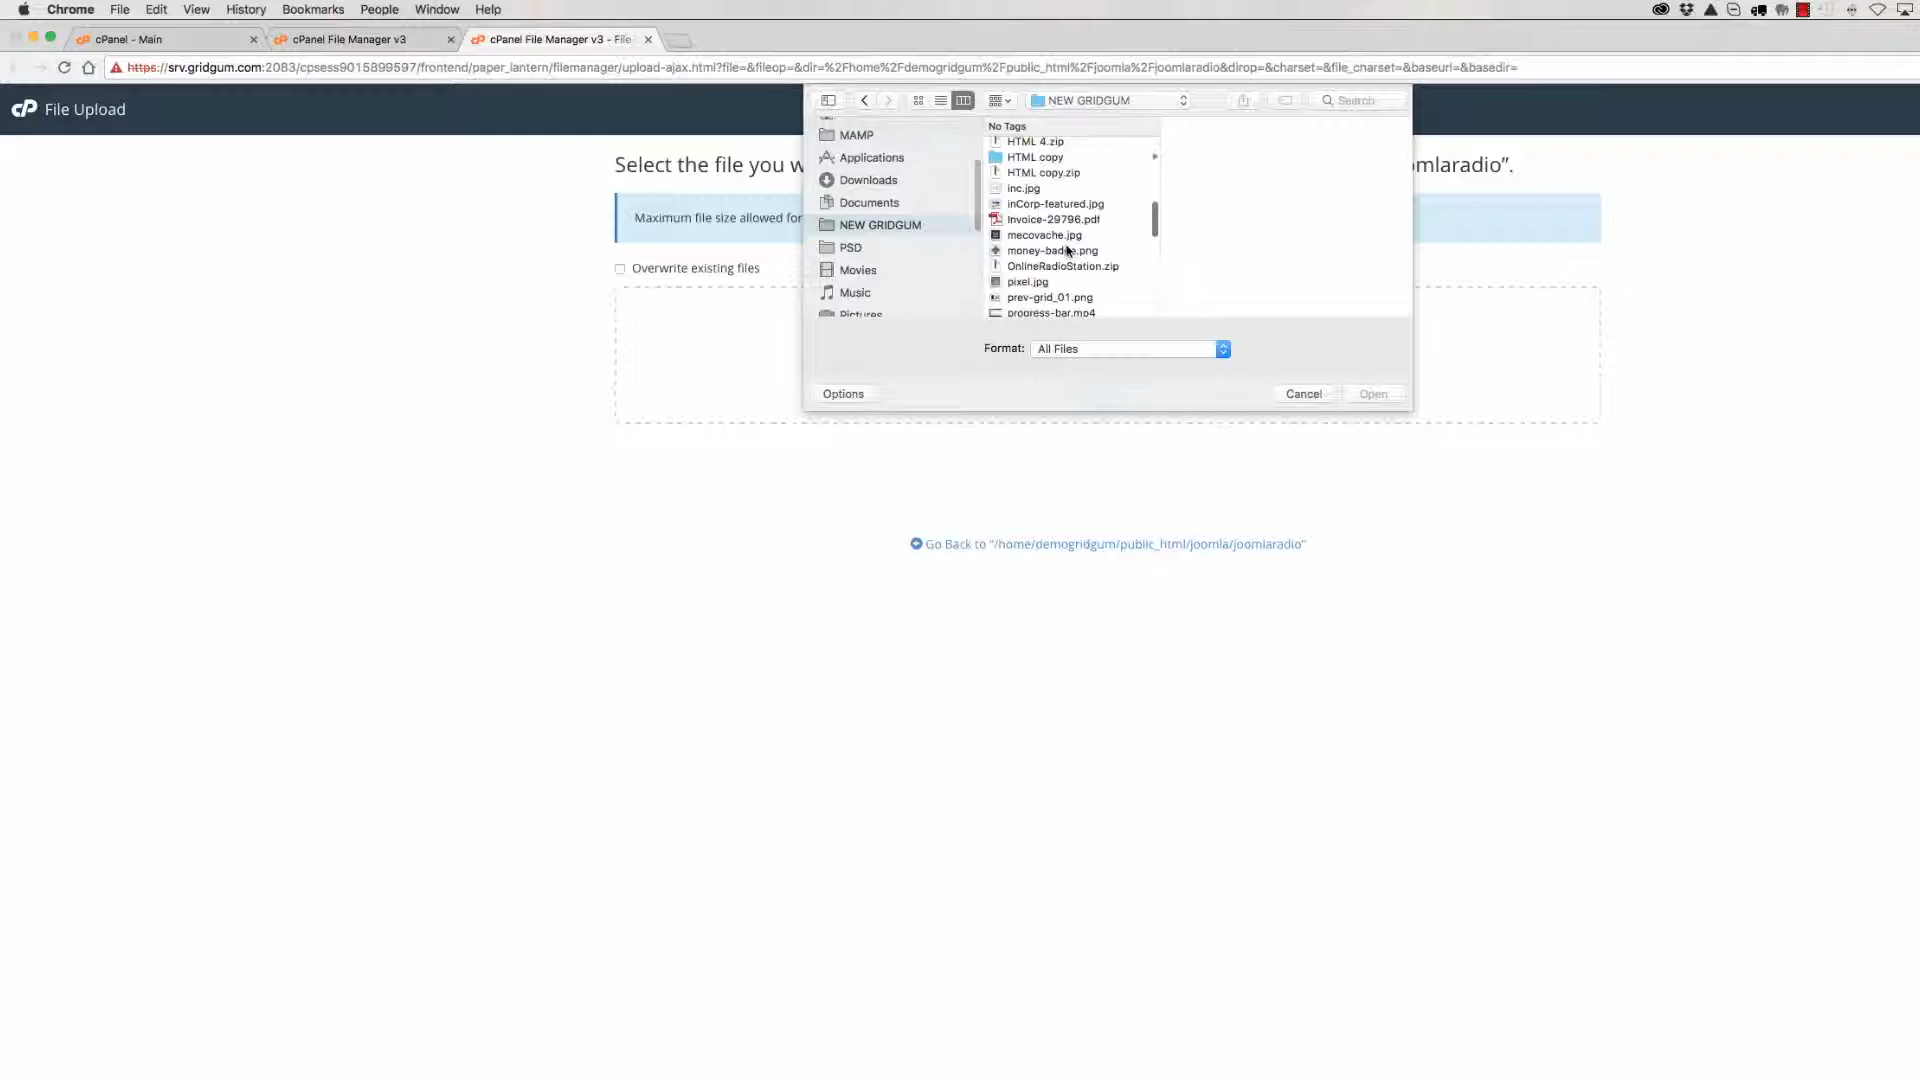 Chrome File Edit View History Bookmarks People Window Help
cPanel - Main cPanel File Manager v3 cPanel File Manager v3 - File
https://srv.gridgum.com:2083/cpsess9015899597/frontend/paper_lantern/filemanager/upload-ajax.html?file=&fileop=&dir=%2Fhome%2Fdemogridgum%2Fpublic_html%2Fjoomla%2Fjoomlaradio&dirop=&charset=&file_charset=&baseurl=&basedir=
cP File Upload
NEW GRIDGUM Search
No Tags
MAMP
Applications
Downloads
Documents
NEW GRIDGUM
PSD
Movies
Music
Pictures
HTML 4.zip
HTML copy
HTML copy.zip
inc.jpg
inCorp-featured.jpg
Invoice-29796.pdf
mecovache.jpg
money-badge.png
OnlineRadioStation.zip
pixel.jpg
prev-grid_01.png
progress-bar.mp4
Format: All Files
Options Cancel Open
Select the file you w
omlaradio”.
Maximum file size allowed for
Overwrite existing files
Go Back to “/home/demogridgum/public_html/joomla/joomlaradio”